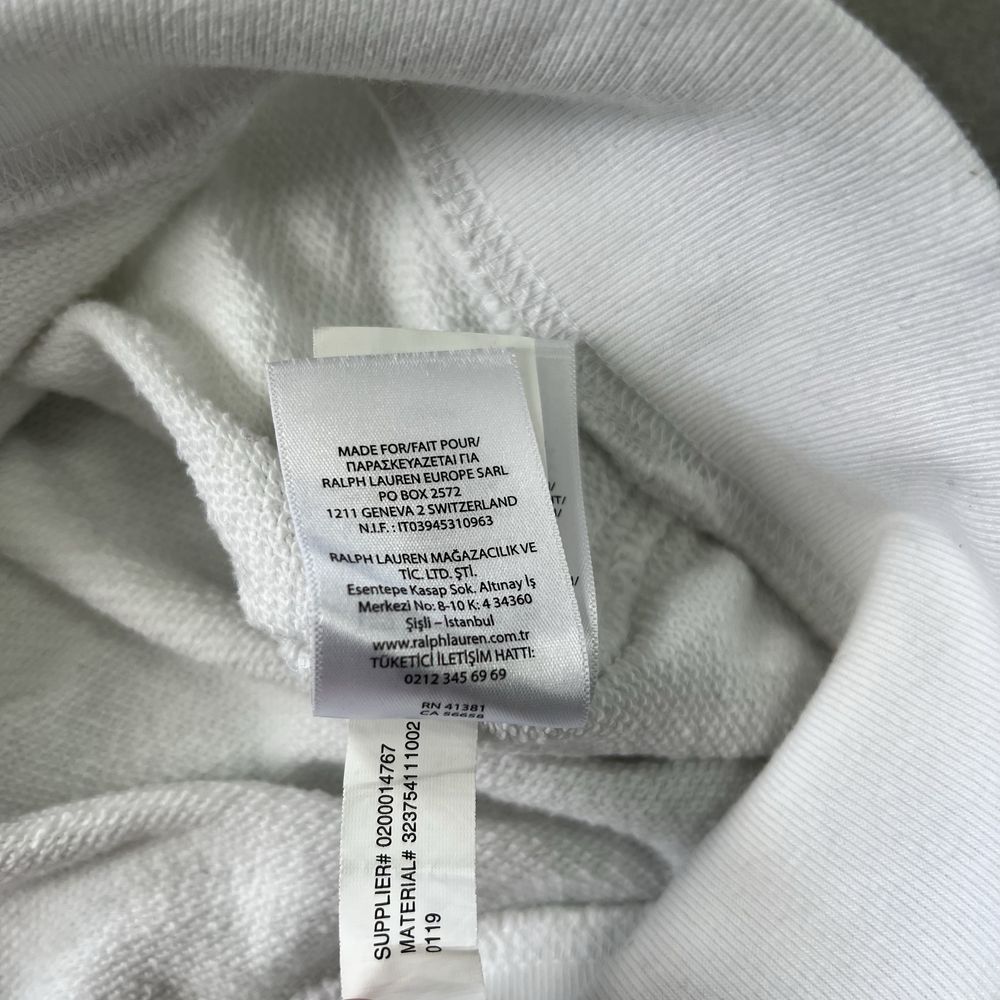 MADE FOR/FAIT POUR/
ΠΑΡΑΣΚΕΥΑΖΕΤΑΙ ΓΙΑ
RALPH LAUREN EUROPE SARL
PO BOX 2572
1211 GENEVA 2 SWITZERLAND
N.I.F. : IT03945310963
RALPH LAUREN MAĞAZACILIK VE
TİC. LTD. ŞTİ.
Esentepe Kasap Sok. Altınay İş
Merkezi No: 8-10 K: 4 34360
Şişli – İstanbul
www.ralphlauren.com.tr
TÜKETİCİ İLETİŞİM HATTI:
0212 345 69 69
RN 41381
CA 56658
SUPPLIER# 0200014767
MATERIAL# 323754111002
0119